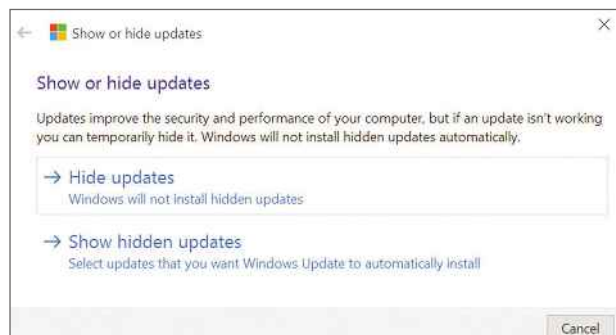 Show or hide updates
Show or hide updates
Updates improve the security and performance of your computer, but if an update isn't working
you can temporarily hide it. Windows will not install hidden updates automatically.
Hide updates
Windows will not install hidden updates
Show hidden updates
Select updates that you want Windows Update to automatically install
Cancel